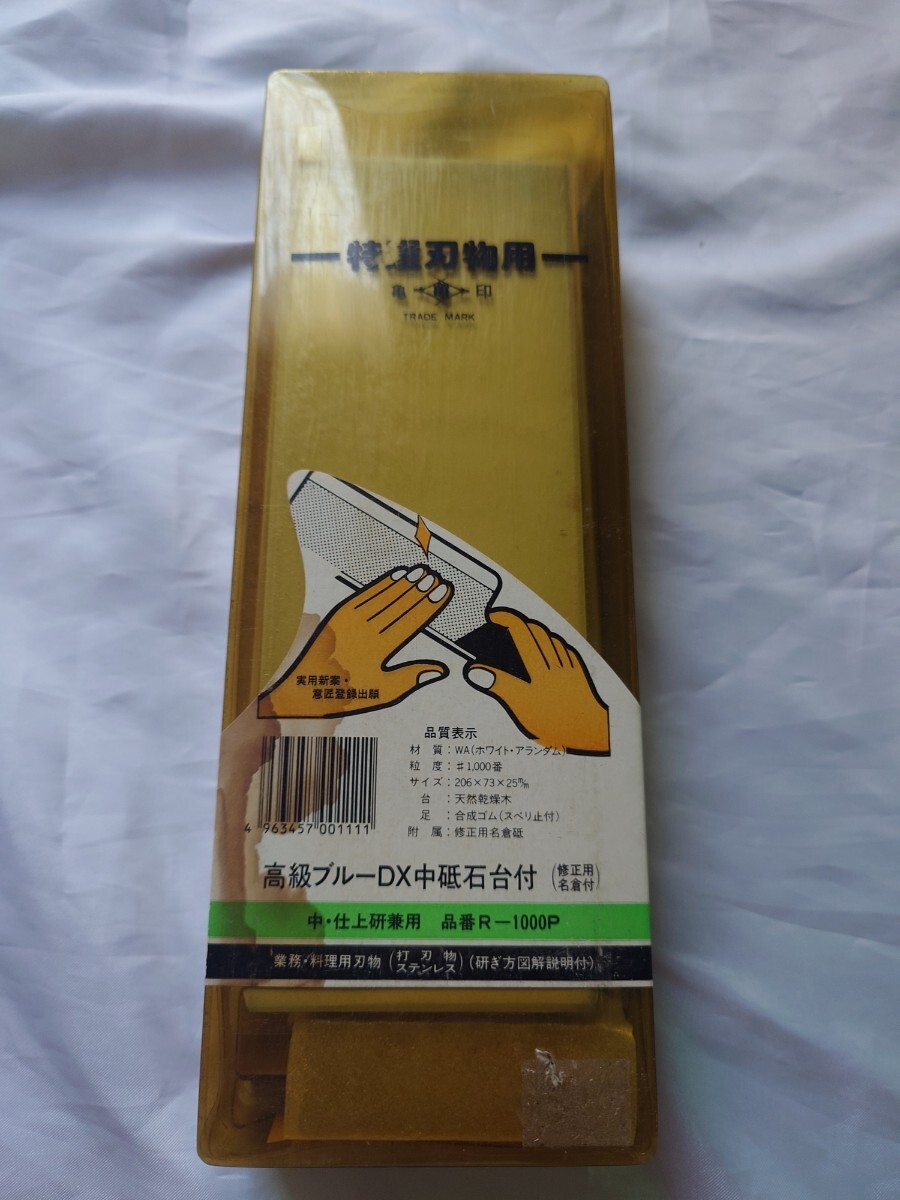 特選刃物用
亀 印
TRADE MARK
実用新案・
意匠登録出願
品質表示
材 質：WA（ホワイト・アランダム）
粒 度：＃1,000番
サイズ：206×73×25㎜
台 ：天然乾燥木
足 ：合成ゴム（スベリ止付）
附 属：修正用名倉砥
4 963457 001111
高級ブルーDX中砥石台付（修正用名倉付）
中・仕上研兼用 品番R－1000P
業務・料理用刃物（打刃物ステンレス）（研ぎ方図解説明付）